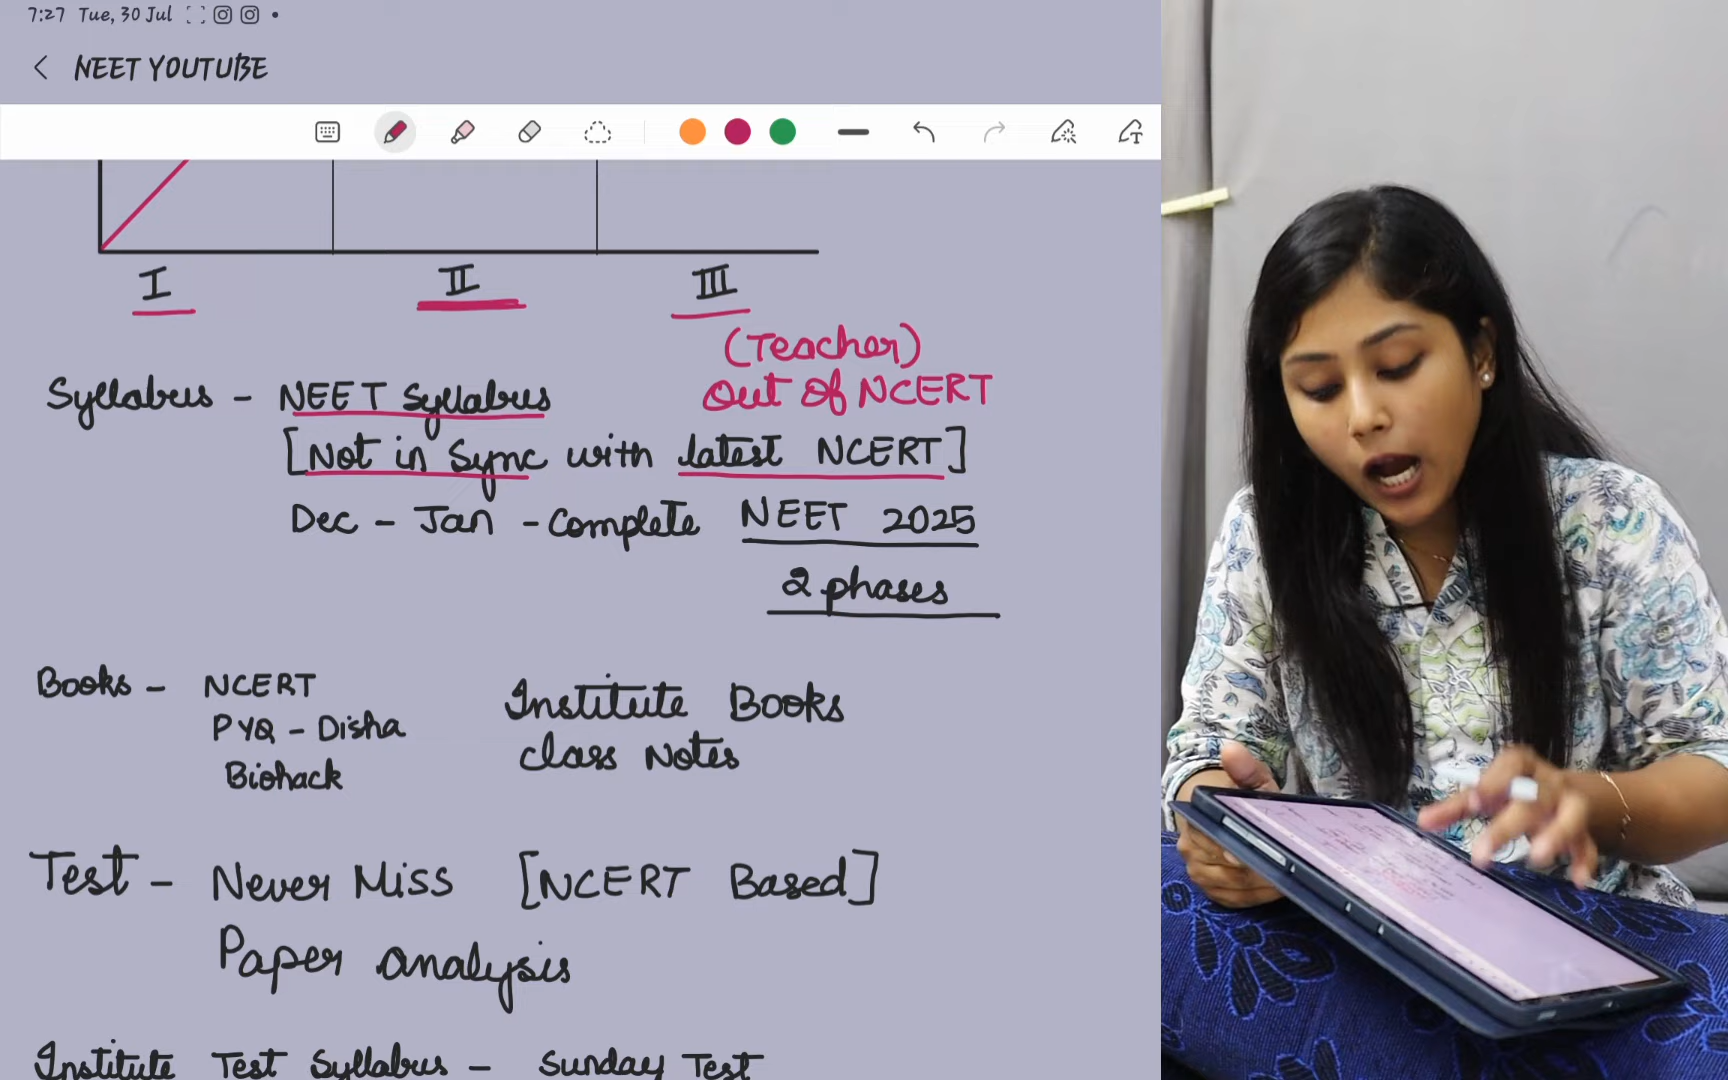 7:27 Tue, 30 Jul
NEET YOUTUBE
I II III
(Teacher)
Out of NCERT
Syllabus - NEET Syllabus
[Not in Sync with latest NCERT]
Dec - Jan - Complete NEET 2025
2 phases
Books - NCERT
PYQ - Disha
Biohack
Institute Books
Class Notes
Test - Never Miss [NCERT Based]
Paper analysis
Institute Test Syllabus - Sunday Test